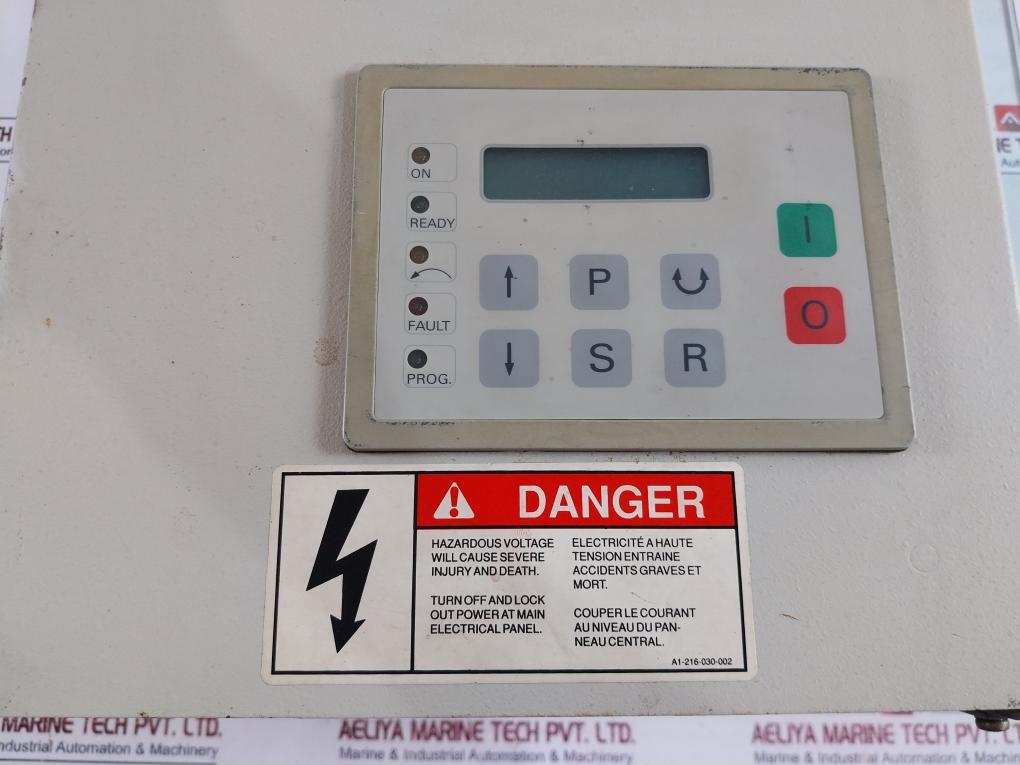 ON
READY
FAULT
PROG.
P
S
R
I
O
DANGER
HAZARDOUS VOLTAGE
WILL CAUSE SEVERE
INJURY AND DEATH.
TURN OFF AND LOCK
OUT POWER AT MAIN
ELECTRICAL PANEL.
ELECTRICITÉ A HAUTE
TENSION ENTRAINE
ACCIDENTS GRAVES ET
MORT.
COUPER LE COURANT
AU NIVEAU DU PAN-
NEAU CENTRAL.
A1-216-030-002
MARINE TECH PVT. LTD.
Industrial Automation & Machinery
AELIYA MARINE TECH PVT. LTD.
Marine & Industrial Automation & Machinery
AELIYA MARINE TECH
Marine & Industrial Automation & Machin